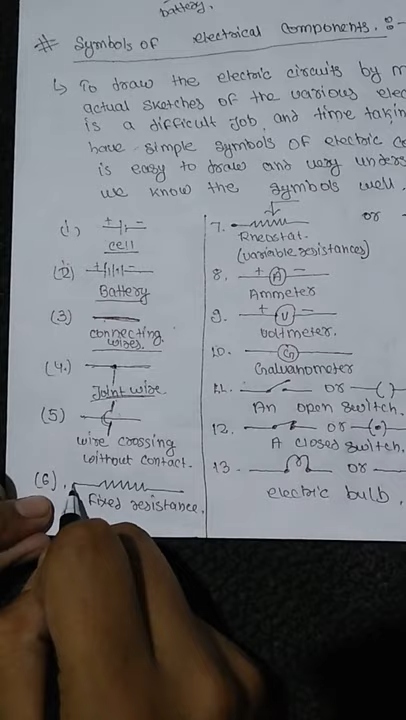 battery.
# Symbols of electrical components. :-
↳ To draw the electric circuits by
actual sketches of the various elec
is a difficult job and time takin
have simple symbols of electric
is easy to draw and very unders
we know the symbols well.
(1) + -
cell
(2) + -
Battery
(3)
connecting
wires.
(4.)
Joint wire
(5)
wire crossing
without contact.
(6).
Fixed resistance.
7. or
Rheostat.
(variable resistances)
8. + A -
Ammeter
9. + V -
Voltmeter.
10. G
Galvanometer
11. or ( )
An open switch.
12. or (•)
A closed switch.
13. or
electric bulb.